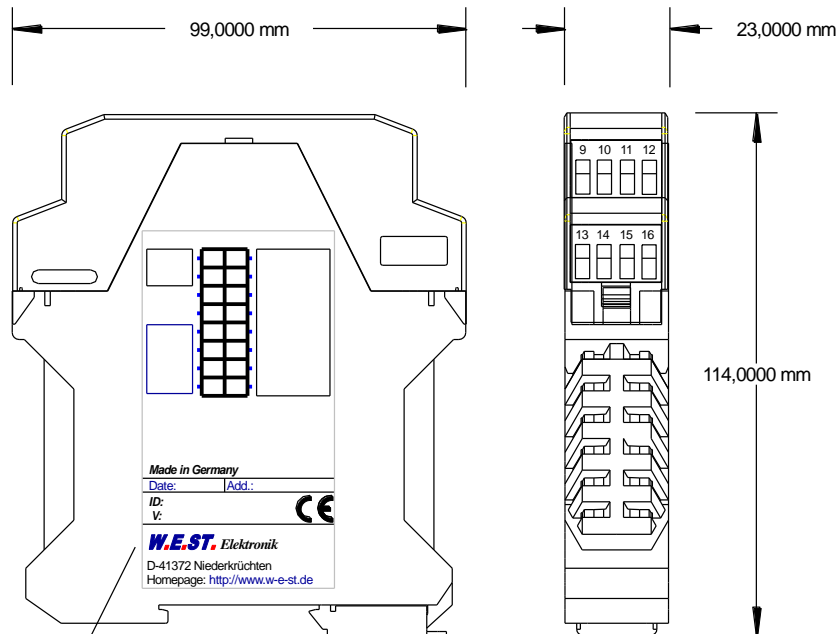 99,0000 mm
23,0000 mm
9 10 11 12
13 14 15 16
114,0000 mm
Made in Germany
Date: Add.:
ID:
V:
CE
W.E.ST. Elektronik
D-41372 Niederkrüchten
Homepage: http://www.w-e-st.de